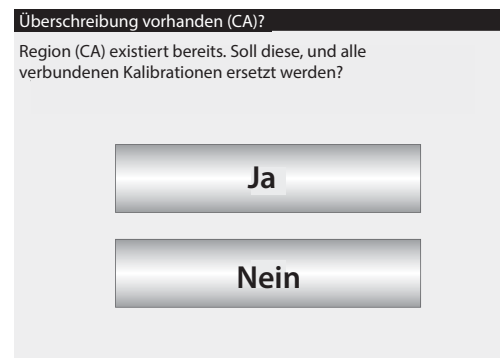 Überschreibung vorhanden (CA)?
Region (CA) existiert bereits. Soll diese, und alle
verbundenen Kalibrationen ersetzt werden?
Ja
Nein